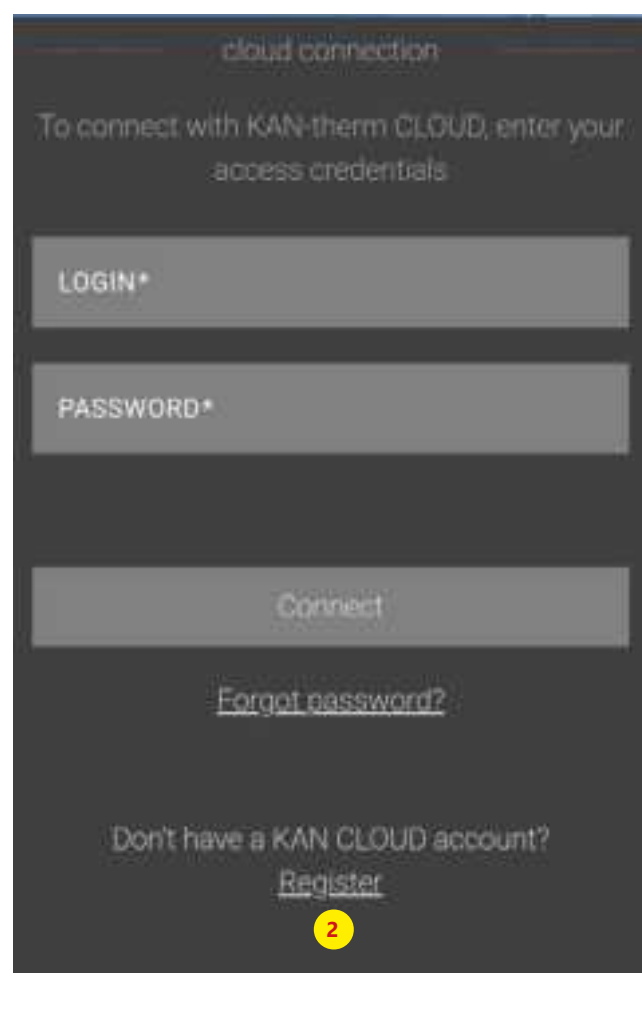 cloud connection
To connect with KAN-therm CLOUD, enter your
access credentials
LOGIN*
PASSWORD*
Connect
Forgot password?
Don't have a KAN CLOUD account?
Register
2